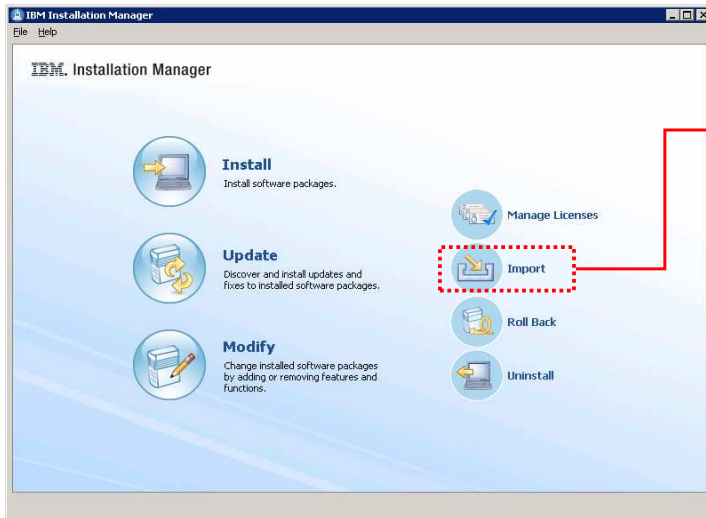 IBM Installation Manager
File Help
IBM. Installation Manager
Install
Install software packages.
Update
Discover and install updates and
fixes to installed software packages.
Modify
Change installed software packages
by adding or removing features and
functions.
Manage Licenses
Import
Roll Back
Uninstall